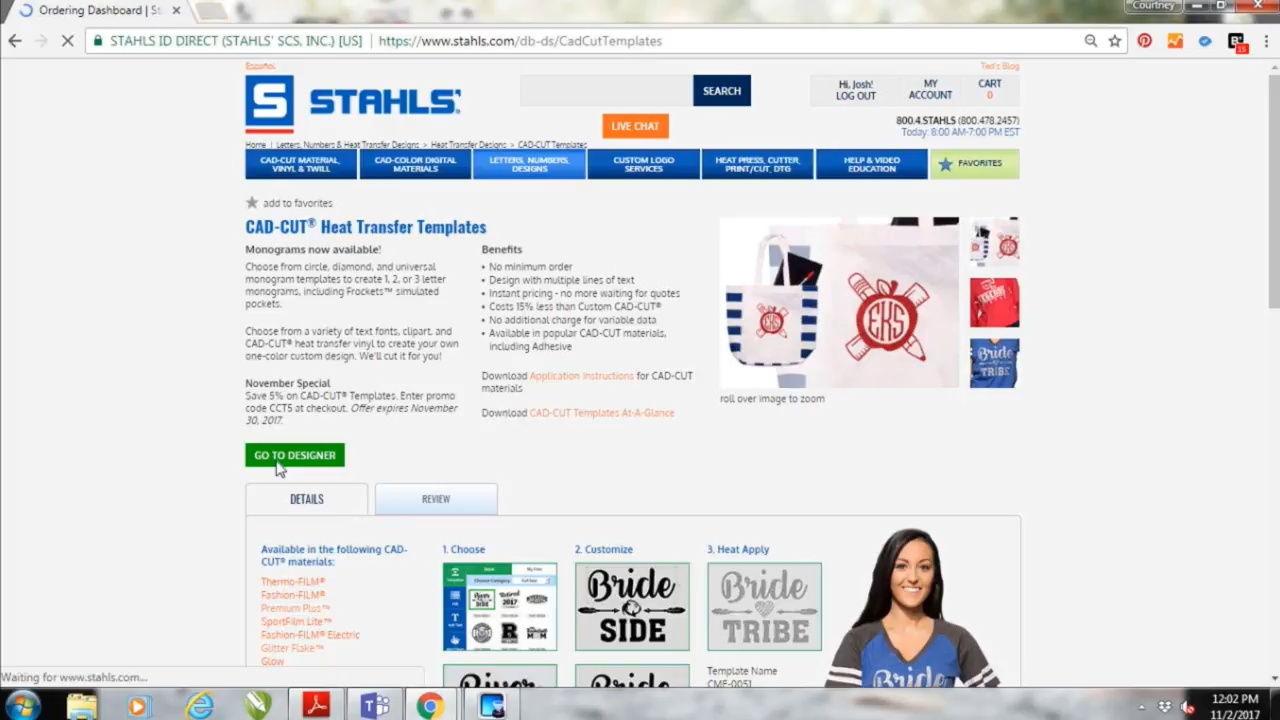 Ordering Dashboard | St
Courtney
STAHLS ID DIRECT (STAHLS' SCS, INC.) [US]
https://www.stahls.com/db-ds/CadCutTemplates
Español
Ted's Blog
S STAHLS'
SEARCH
Hi, Josh!
LOG OUT
MY
ACCOUNT
CART
0
LIVE CHAT
800.4.STAHLS (800.478.2457)
Today: 8:00 AM-7:00 PM EST
Home | Letters, Numbers & Heat Transfer Designs > Heat Transfer Designs > CAD-CUT Templates
CAD-CUT MATERIAL,
VINYL & TWILL
CAD-COLOR DIGITAL
MATERIALS
LETTERS, NUMBERS,
DESIGNS
CUSTOM LOGO
SERVICES
HEAT PRESS, CUTTER,
PRINT/CUT, DTG
HELP & VIDEO
EDUCATION
FAVORITES
add to favorites
CAD-CUT® Heat Transfer Templates
Monograms now available!
Choose from circle, diamond, and universal
monogram templates to create 1, 2, or 3 letter
monograms, including Frockets™ simulated
pockets.
Choose from a variety of text fonts, clipart, and
CAD-CUT® heat transfer vinyl to create your own
one-color custom design. We'll cut it for you!
November Special
Save 5% on CAD-CUT® Templates. Enter promo
code CCT5 at checkout. Offer expires November
30, 2017.
Benefits
• No minimum order
• Design with multiple lines of text
• Instant pricing - no more waiting for quotes
• Costs 15% less than Custom CAD-CUT®
• No additional charge for variable data
• Available in popular CAD-CUT materials,
including Adhesive
Download Application Instructions for CAD-CUT
materials
Download CAD-CUT Templates At-A-Glance
EKS
EKS
Bride
TRIBE
roll over image to zoom
GO TO DESIGNER
DETAILS
REVIEW
Available in the following CAD-
CUT® materials:
Thermo-FILM®
Fashion-FILM®
Premium Plus™
SportFilm Lite™
Fashion-FILM® Electric
Glitter Flake™
Glow
1. Choose
2. Customize
Bride
SIDE
3. Heat Apply
Bride
TRIBE
Template Name
CMF-0051
River
Bride
Waiting for www.stahls.com...
12:02 PM
11/2/2017